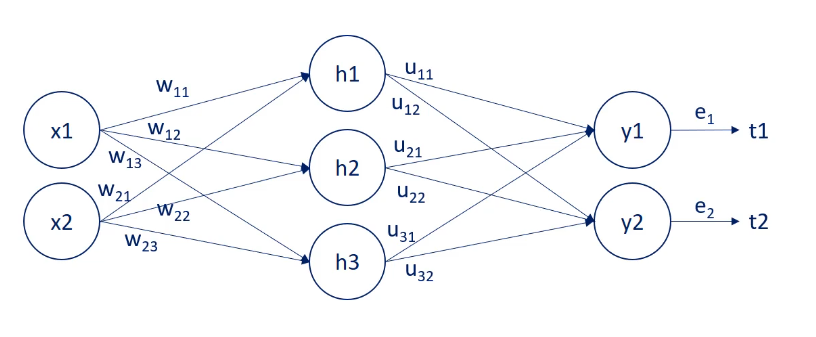 x1
x2
w₁₁
w₁₂
w₁₃
w₂₁
w₂₂
w₂₃
h1
h2
h3
u₁₁
u₁₂
u₂₁
u₂₂
u₃₁
u₃₂
y1
y2
e₁
e₂
t1
t2